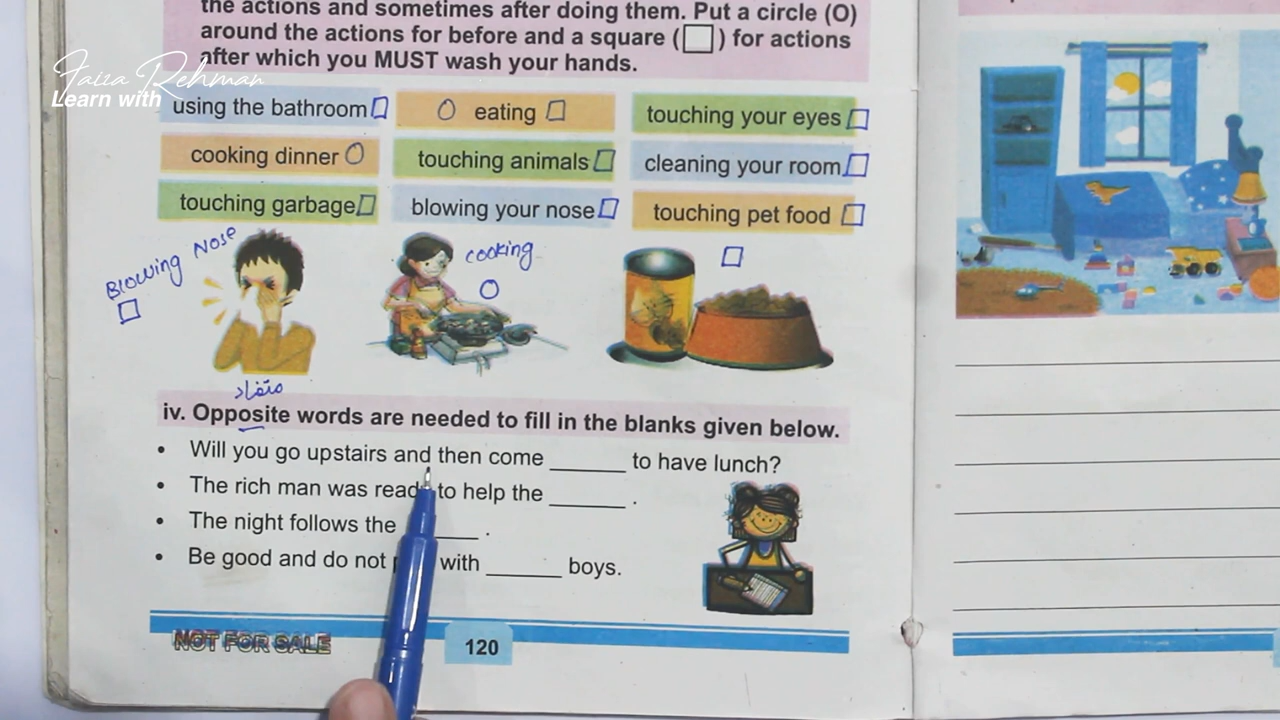 the actions and sometimes after doing them. Put a circle (O)
around the actions for before and a square (□) for actions
after which you MUST wash your hands.
Faiza Rehman
Learn with
using the bathroom □
O eating □
touching your eyes □
cooking dinner O
touching animals □
cleaning your room □
touching garbage □
blowing your nose □
touching pet food □
Blowing Nose
□
cooking
O
□
متضاد
iv. Opposite words are needed to fill in the blanks given below.
• Will you go upstairs and then come ______ to have lunch?
• The rich man was ready to help the ______ .
• The night follows the ______ .
• Be good and do not with ______ boys.
NOT FOR SALE
120